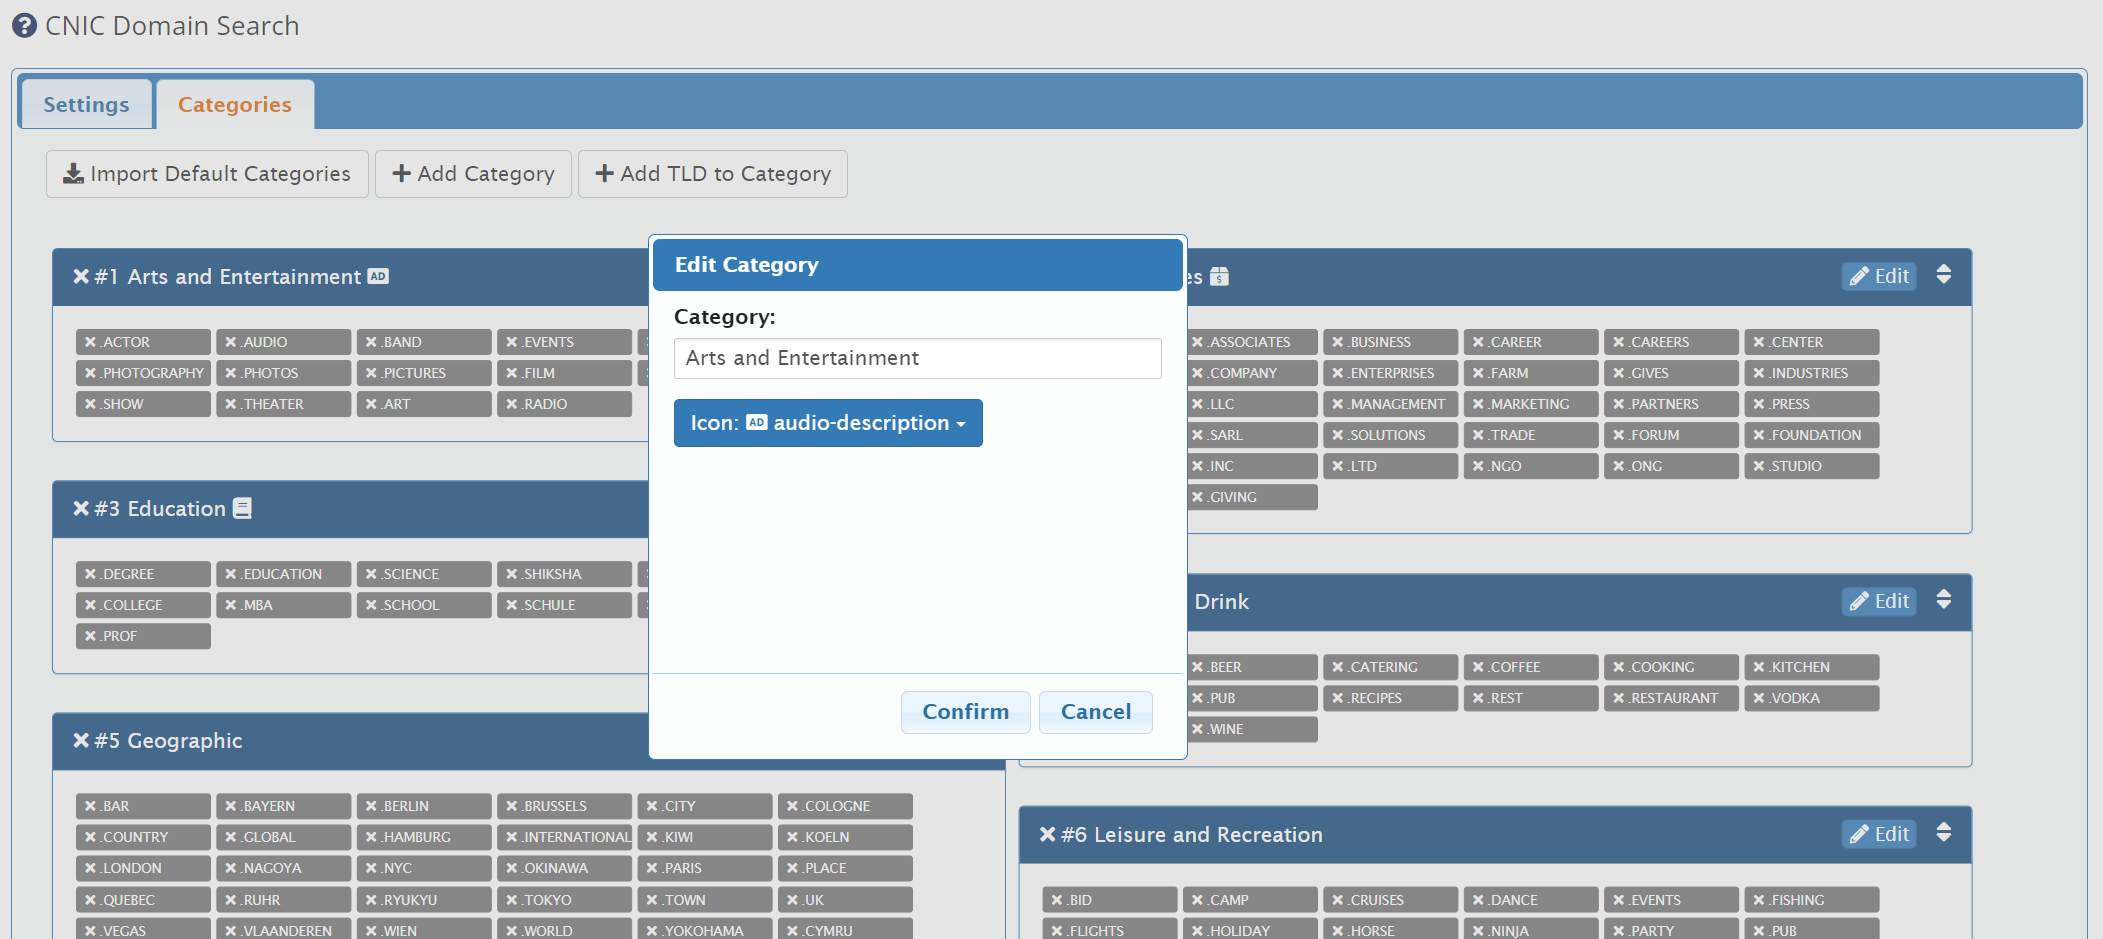 CNIC Domain Search
Settings
Categories
Import Default Categories
Add Category
Add TLD to Category
#1 Arts and Entertainment AD
.ACTOR .AUDIO .BAND .EVENTS
.PHOTOGRAPHY .PHOTOS .PICTURES .FILM
.SHOW .THEATER .ART .RADIO
Edit
.ASSOCIATES .BUSINESS .CAREER .CAREERS .CENTER
.COMPANY .ENTERPRISES .FARM .GIVES .INDUSTRIES
.LLC .MANAGEMENT .MARKETING .PARTNERS .PRESS
.SARL .SOLUTIONS .TRADE .FORUM .FOUNDATION
.INC .LTD .NGO .ONG .STUDIO
.GIVING
Edit Category
Category:
Arts and Entertainment
Icon: AD audio-description
Confirm
Cancel
#3 Education
.DEGREE .EDUCATION .SCIENCE .SHIKSHA
.COLLEGE .MBA .SCHOOL .SCHULE
.PROF
Drink
Edit
.BEER .CATERING .COFFEE .COOKING .KITCHEN
.PUB .RECIPES .REST .RESTAURANT .VODKA
.WINE
#5 Geographic
.BAR .BAYERN .BERLIN .BRUSSELS .CITY .COLOGNE
.COUNTRY .GLOBAL .HAMBURG .INTERNATIONAL .KIWI .KOELN
.LONDON .NAGOYA .NYC .OKINAWA .PARIS .PLACE
.QUEBEC .RUHR .RYUKYU .TOKYO .TOWN .UK
.VEGAS .VLAANDEREN .WIEN .WORLD .YOKOHAMA .CYMRU
#6 Leisure and Recreation
Edit
.BID .CAMP .CRUISES .DANCE .EVENTS .FISHING
.FLIGHTS .HOLIDAY .HORSE .NINJA .PARTY .PUB